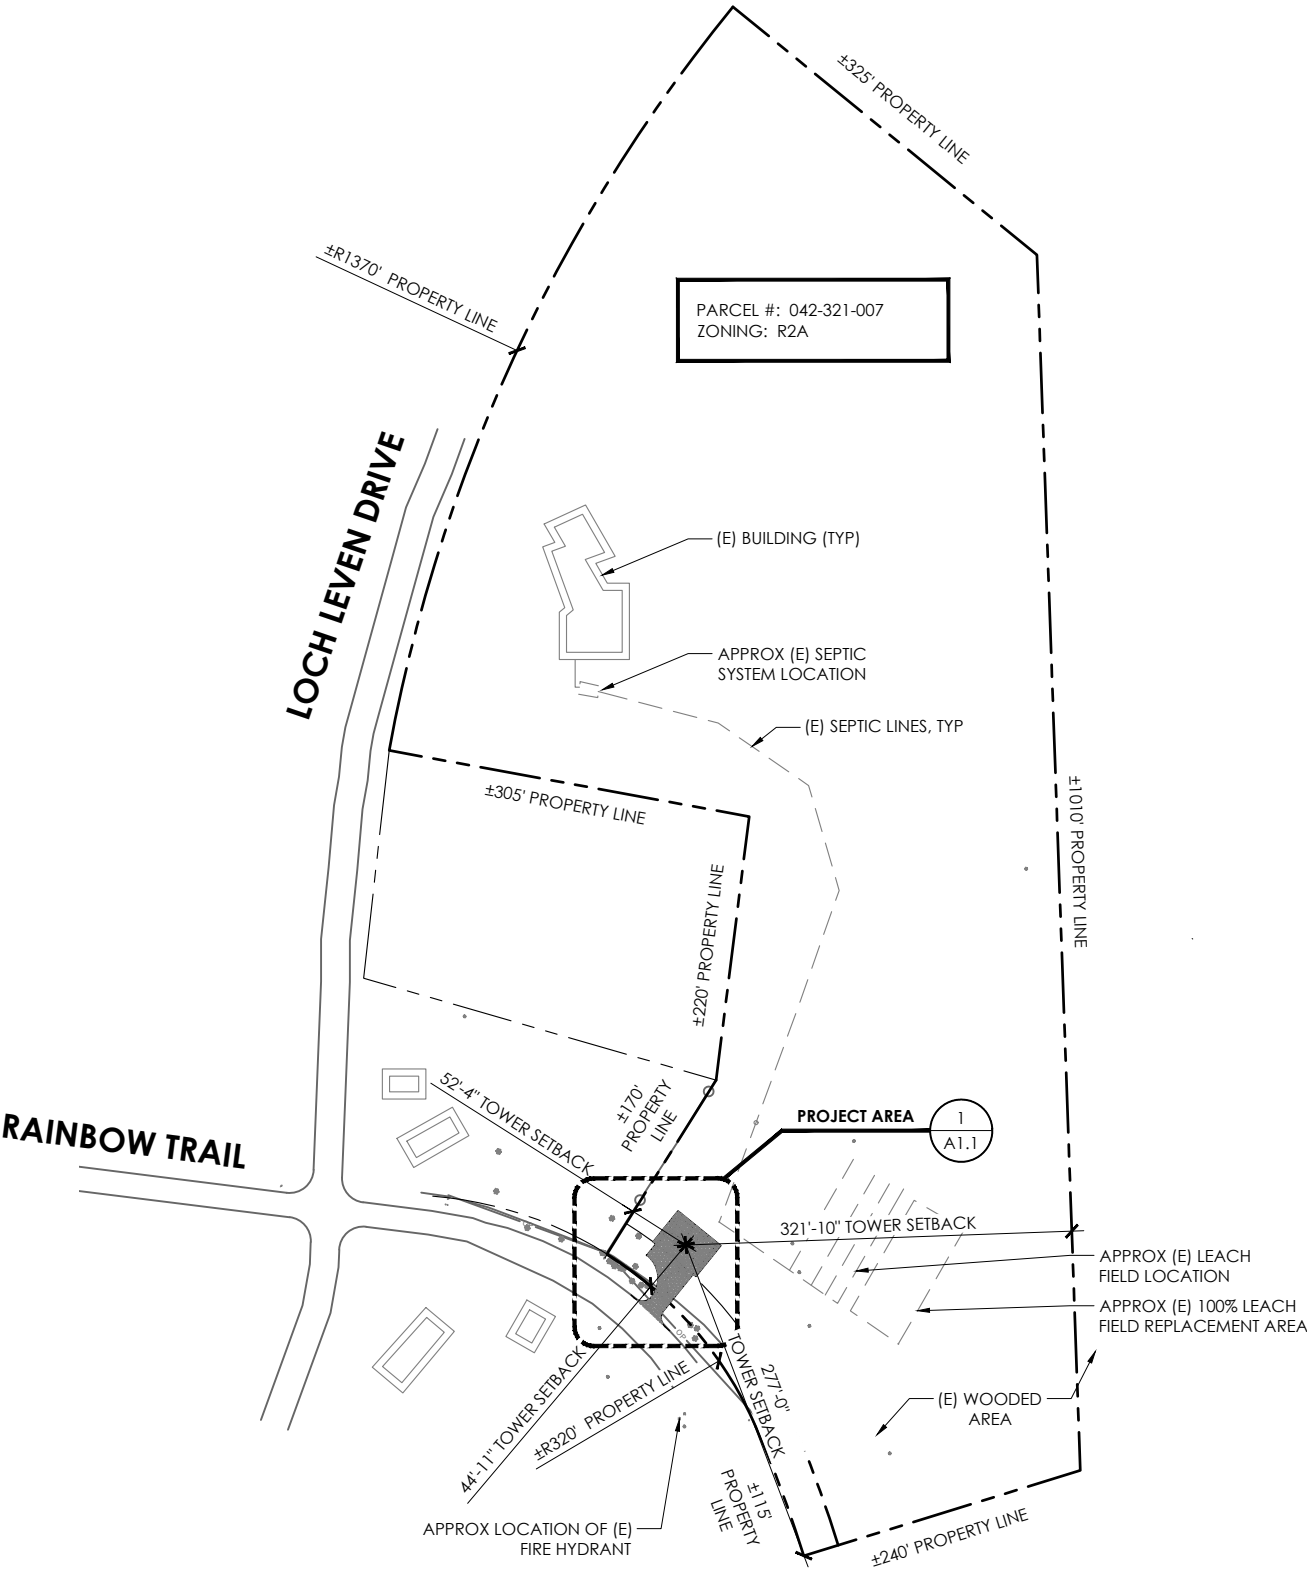 ±325' PROPERTY LINE
±R1370' PROPERTY LINE
PARCEL #: 042-321-007
ZONING: R2A
LOCH LEVEN DRIVE
(E) BUILDING (TYP)
APPROX (E) SEPTIC
SYSTEM LOCATION
(E) SEPTIC LINES, TYP
±305' PROPERTY LINE
±1010' PROPERTY LINE
±220' PROPERTY LINE
52'-4" TOWER SETBACK
±170'
PROPERTY
LINE
PROJECT AREA
1
A1.1
RAINBOW TRAIL
321'-10" TOWER SETBACK
APPROX (E) LEACH
FIELD LOCATION
APPROX (E) 100% LEACH
FIELD REPLACEMENT AREA
OP
277'-0"
TOWER SETBACK
44'-11" TOWER SETBACK
±R320' PROPERTY LINE
(E) WOODED
AREA
±115'
PROPERTY
LINE
APPROX LOCATION OF (E)
FIRE HYDRANT
±240' PROPERTY LINE